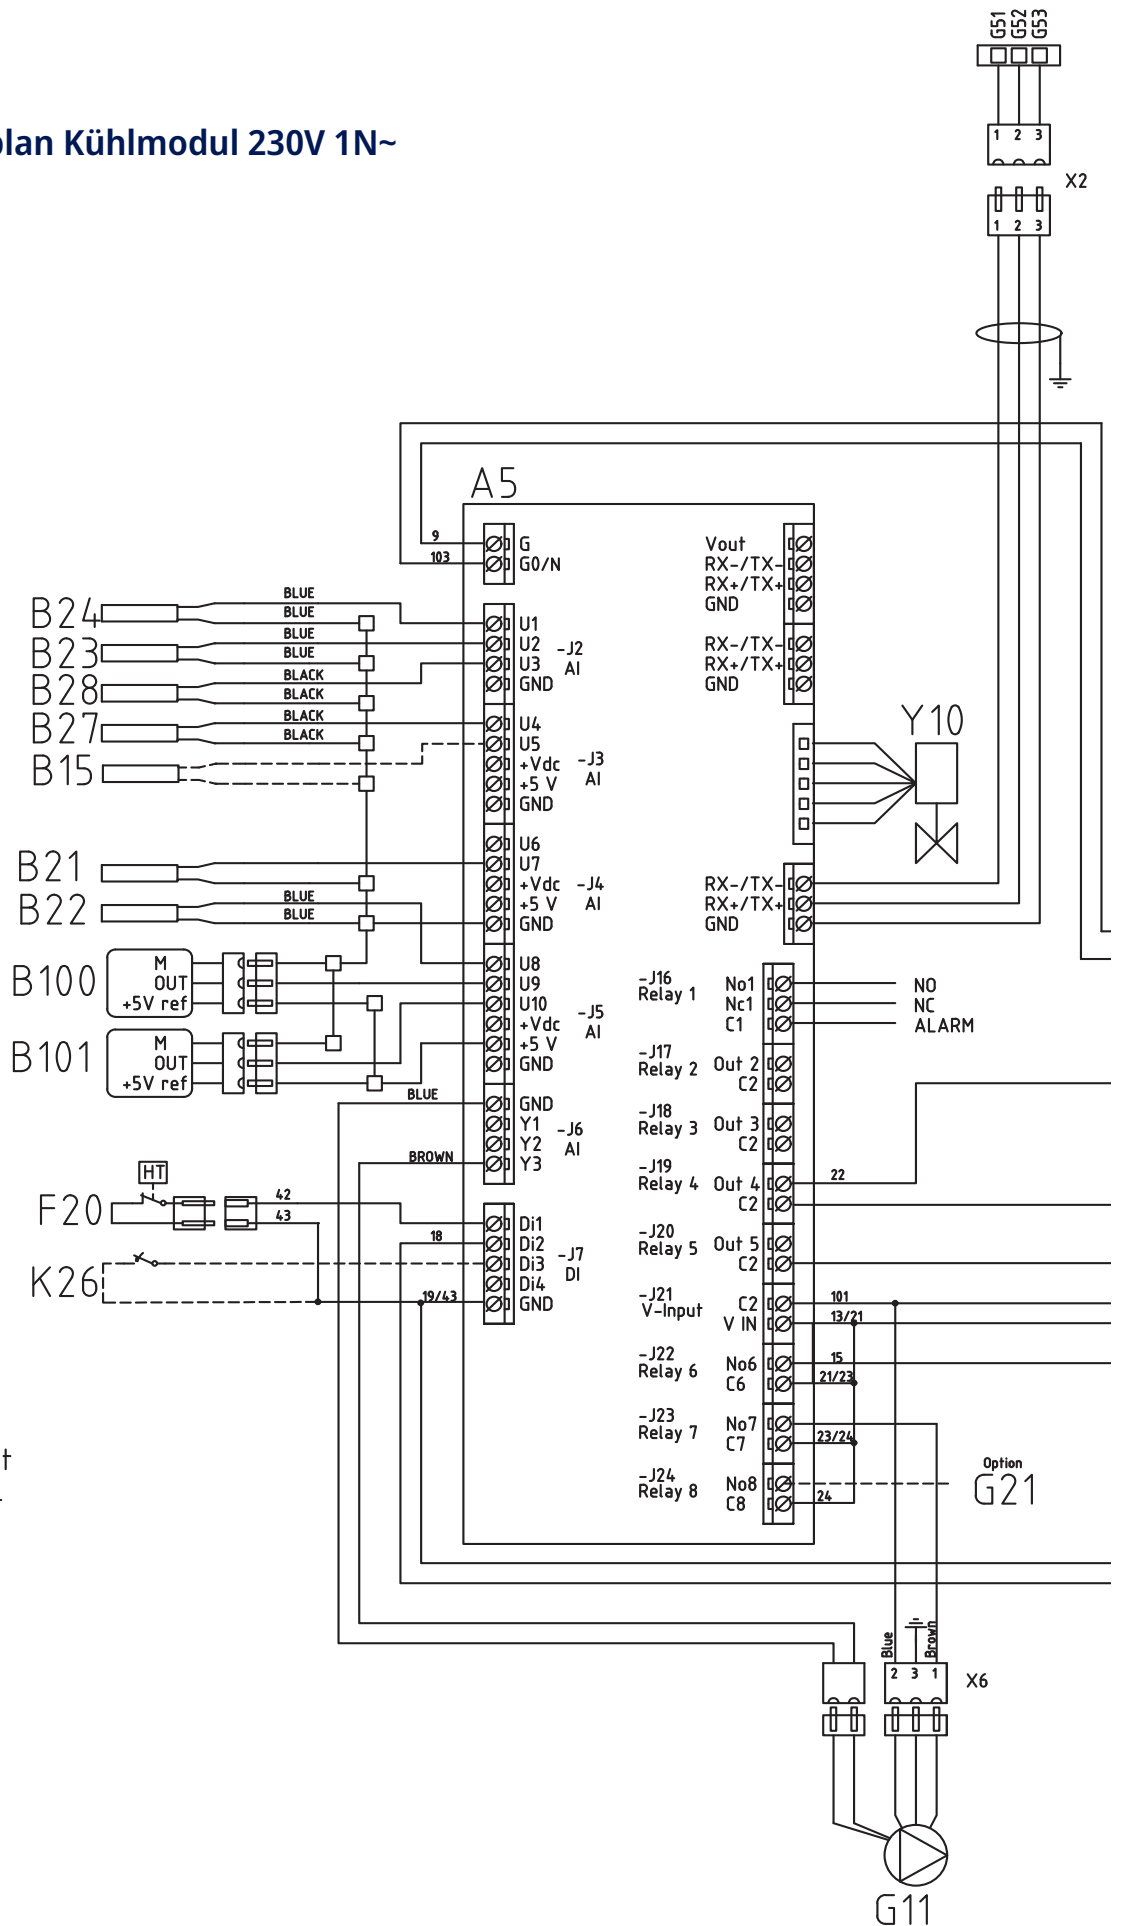 G51 G52 G53
1 2 3
X2
1 2 3
plan Kühlmodul 230V 1N~
A5
9 G
103 G0/N
Vout
RX-/TX-
RX+/TX+
GND
RX-/TX-
RX+/TX+
GND
B24
BLUE
BLUE
B23
BLUE
BLUE
B28
BLACK
BLACK
B27
BLACK
BLACK
B15
U1
U2
U3
GND
-J2
AI
U4
U5
+Vdc
+5 V
GND
-J3
AI
Y10
B21
B22
BLUE
BLUE
U6
U7
+Vdc
+5 V
GND
-J4
AI
RX-/TX-
RX+/TX+
GND
B100
M
OUT
+5V ref
B101
M
OUT
+5V ref
U8
U9
U10
+Vdc
+5 V
GND
-J5
AI
BLUE
BROWN
GND
Y1
Y2
Y3
-J6
AI
HT
F20
42
43
18
K26
19/43
Di1
Di2
Di3
Di4
GND
-J7
DI
-J16
Relay 1
No1
Nc1
C1
NO
NC
ALARM
-J17
Relay 2
Out 2
C2
-J18
Relay 3
Out 3
C2
-J19
Relay 4
Out 4
C2
22
-J20
Relay 5
Out 5
C2
-J21
V-Input
C2
V IN
101
13/21
-J22
Relay 6
No6
C6
15
21/23
-J23
Relay 7
No7
C7
23/24
-J24
Relay 8
No8
C8
24
Option
G21
t
Blue
Brown
2 3 1
X6
G11